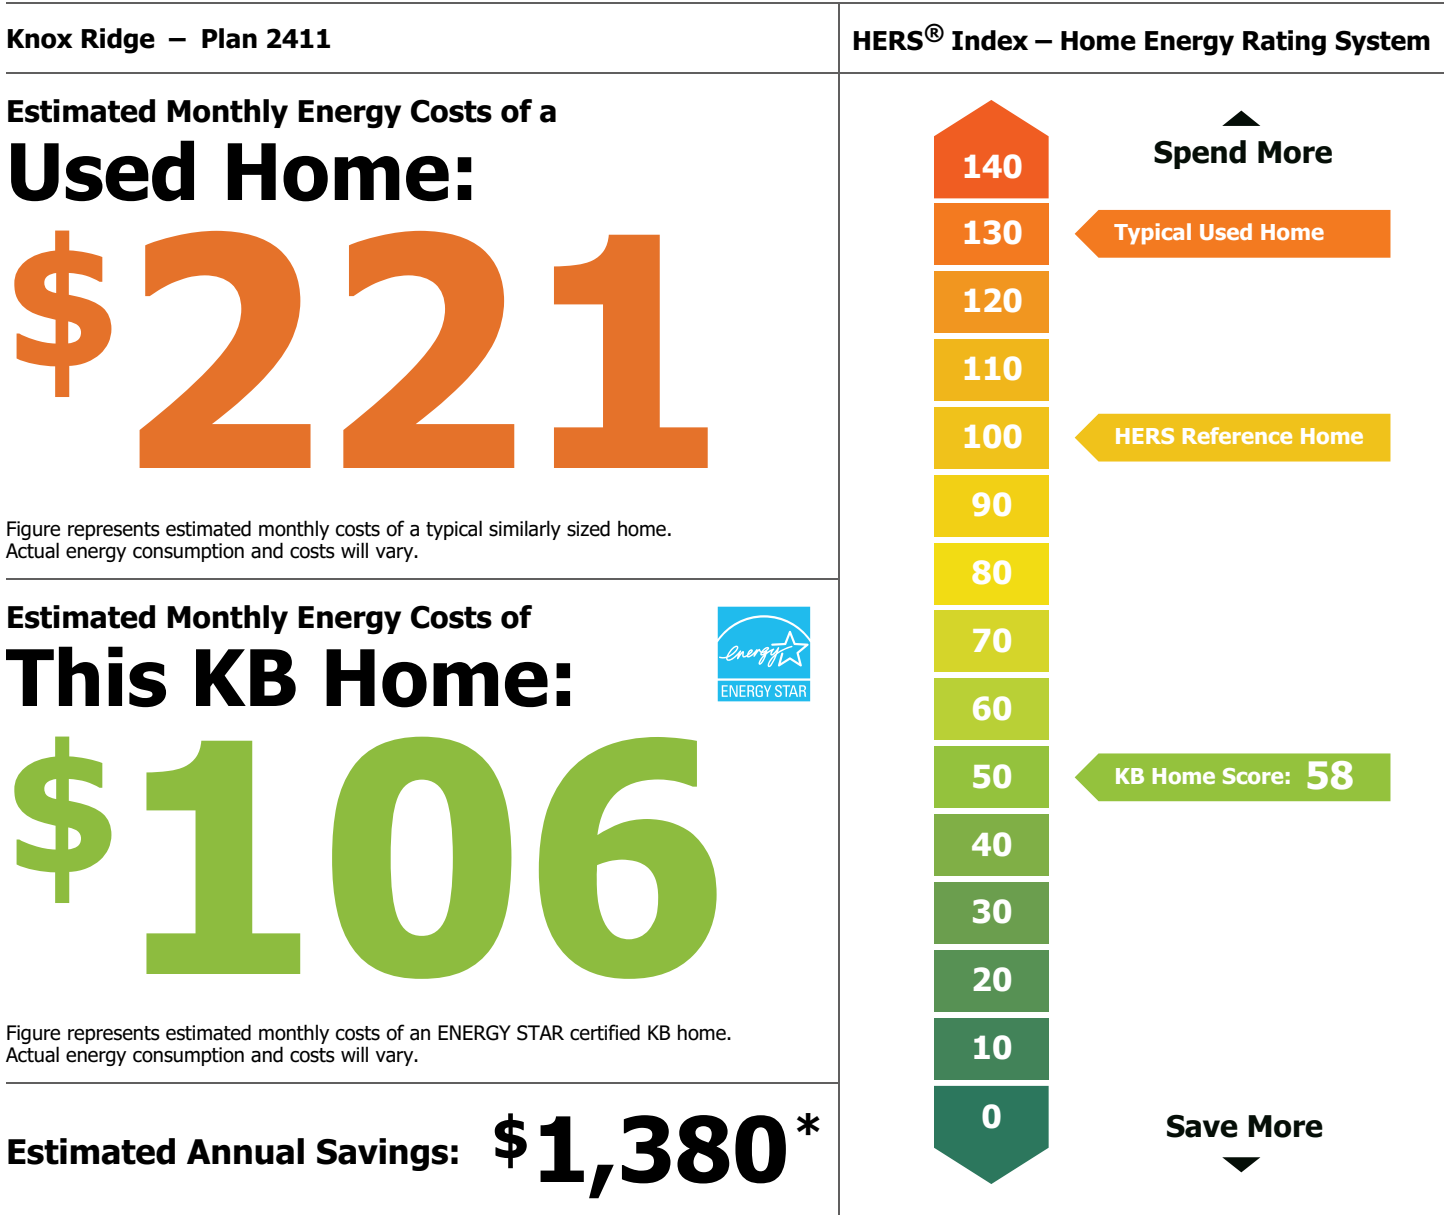 Knox Ridge – Plan 2411
Estimated Monthly Energy Costs of a
Used Home:
$221
Figure represents estimated monthly costs of a typical similarly sized home.
Actual energy consumption and costs will vary.
Estimated Monthly Energy Costs of
This KB Home:
energy
ENERGY STAR
$106
Figure represents estimated monthly costs of an ENERGY STAR certified KB home.
Actual energy consumption and costs will vary.
Estimated Annual Savings: $1,380*
HERS® Index – Home Energy Rating System
Spend More
140
130 Typical Used Home
120
110
100 HERS Reference Home
90
80
70
60
50 KB Home Score: 58
40
30
20
10
0
Save More